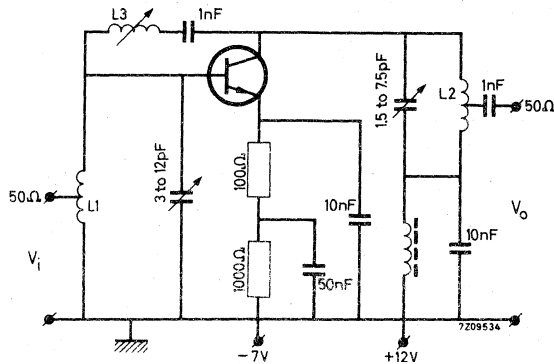 L3
1nF
1.5 to 7.5pF
L2
1nF
50Ω
100Ω
3 to 12pF
50Ω
L1
10nF
Vo
10nF
Vi
1000Ω
50nF
7Z09534
−7V
+12V